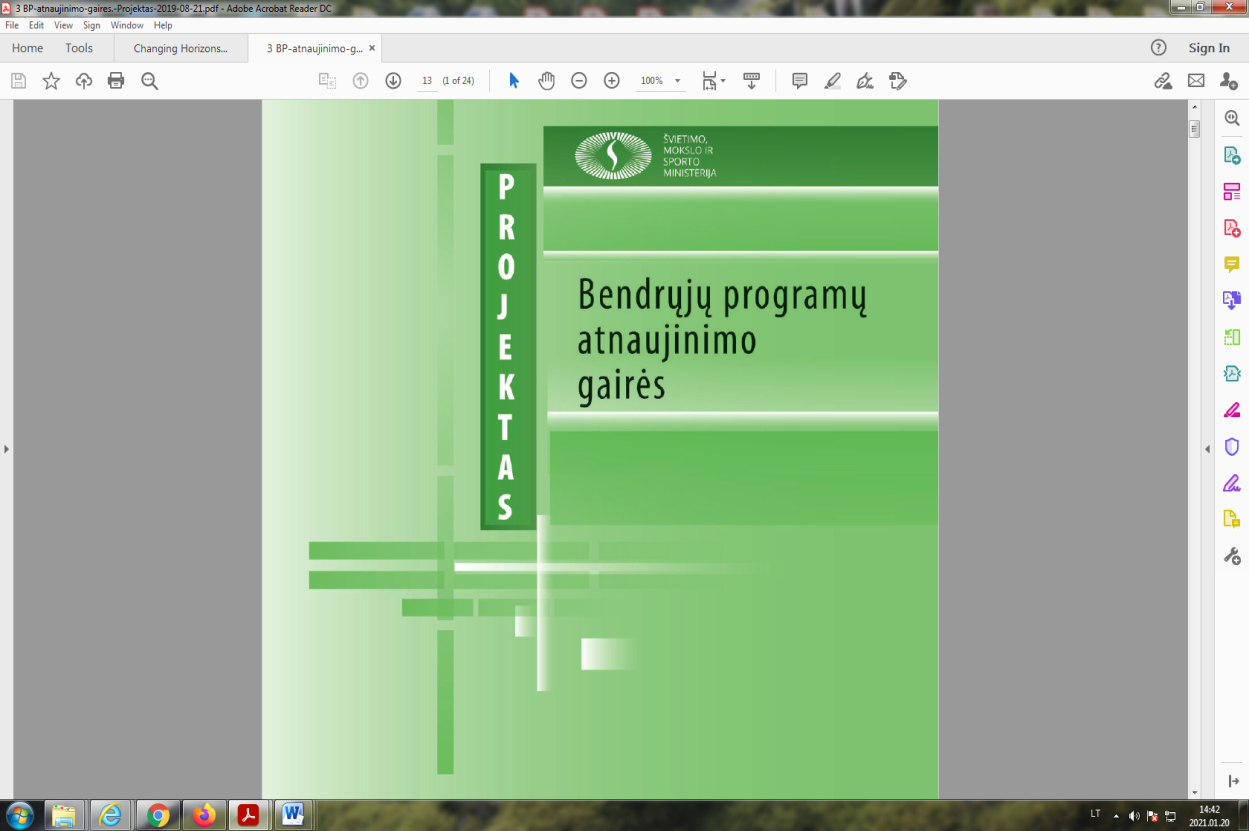 3 BP-atnaujinimo-gaires.-Projektas-2019-08-21.pdf - Adobe Acrobat Reader DC
File Edit View Sign Window Help
Home Tools Changing Horizons... 3 BP-atnaujinimo-g... × Sign In
13 (1 of 24) 100%
ŠVIETIMO,
MOKSLO IR
SPORTO
MINISTERIJA
PROJEKTAS
Bendrųjų programų
atnaujinimo
gairės
LT 14:42
2021.01.20